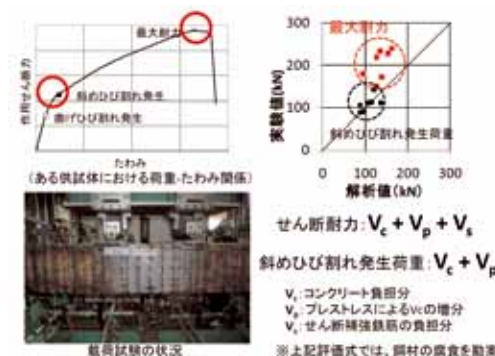 最大耐力
斜めひび割れ発生
曲げひび割れ発生
作用せん断力
たわみ
(ある供試体における荷重-たわみ関係)
載荷試験の状況
最大耐力
300
200
100
0
実験値(kN)
斜めひび割れ発生荷重
0 100 200 300
解析値(kN)
せん断耐力:Vc + Vp + Vs
斜めひび割れ発生荷重:Vc + Vp
Vc:コンクリート負担分
Vp:プレストレスによるVcの増分
Vs:せん断補強鉄筋の負担分
※上記評価式では、鋼材の腐食を勘案